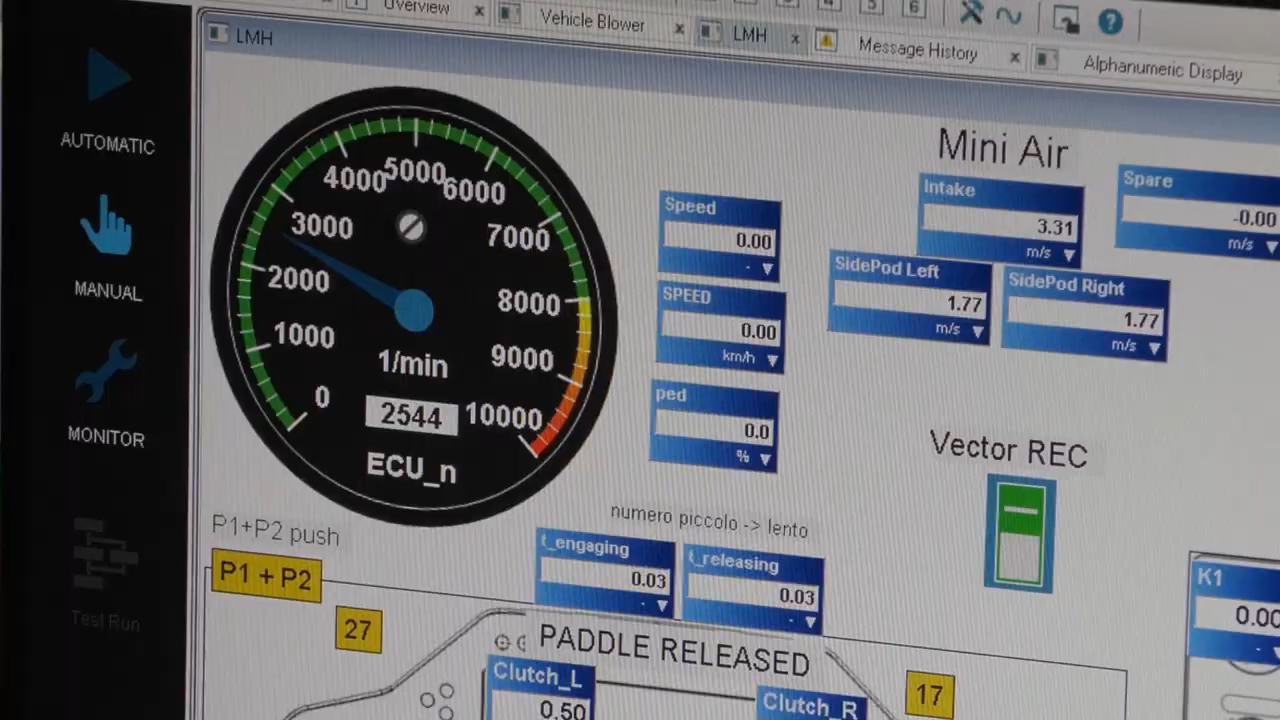 Overview
Vehicle Blower
LMH
Message History
Alphanumeric Display
LMH
AUTOMATIC
MANUAL
MONITOR
Test Run
0
1000
2000
3000
4000
5000
6000
7000
8000
9000
10000
1/min
2544
ECU_n
Speed
0.00
-
SPEED
0.00
km/h
ped
0.0
%
Mini Air
Intake
3.31
m/s
Spare
-0.00
m/s
SidePod Left
1.77
m/s
SidePod Right
1.77
m/s
Vector REC
numero piccolo -> lento
t_engaging
0.03
-
t_releasing
0.03
-
P1+P2 push
P1 + P2
27
PADDLE RELEASED
Clutch_L
0.50
Clutch_R
17
K1
0.00